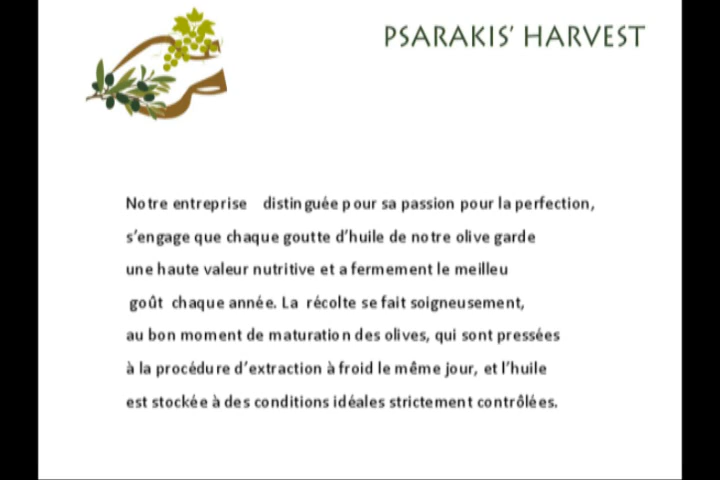 PSARAKIS' HARVEST
Notre entreprise distinguée pour sa passion pour la perfection,
s'engage que chaque goutte d'huile de notre olive garde
une haute valeur nutritive et a fermement le meilleu
goût chaque année. La récolte se fait soigneusement,
au bon moment de maturation des olives, qui sont pressées
à la procédure d'extraction à froid le même jour, et l'huile
est stockée à des conditions idéales strictement contrôlées.